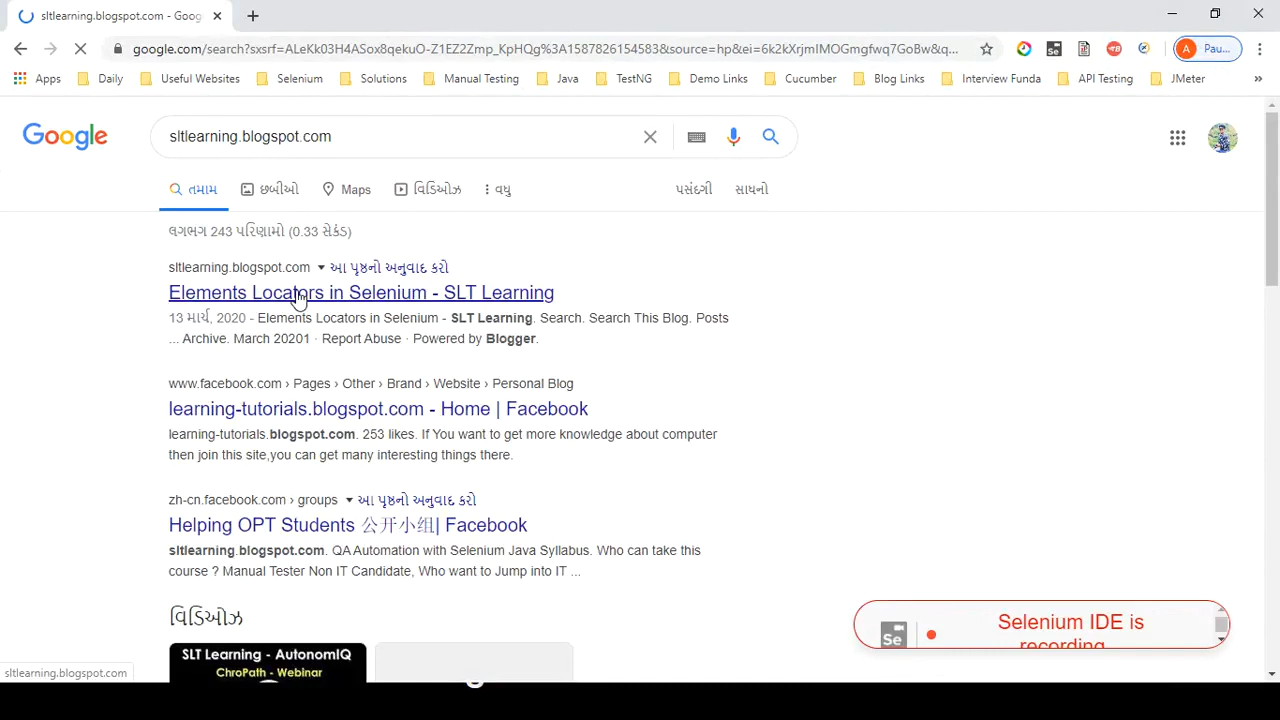 sltlearning.blogspot.com - Goog
google.com/search?sxsrf=ALeKk03H4ASox8qekuO-Z1EZ2Zmp_KpHQg%3A1587826154583&source=hp&ei=6k2kXrjmIMOGmgfwq7GoBw&q...
A Pau...
Apps Daily Useful Websites Selenium Solutions Manual Testing Java TestNG Demo Links Cucumber Blog Links Interview Funda API Testing JMeter »
Google sltlearning.blogspot.com
તમામ છબીઓ Maps વિડિઓઝ વધુ પસંદગી સાધનો
લગભગ 243 પરિણામો (0.33 સેકંડ)
sltlearning.blogspot.com આ પૃષ્ઠનો અનુવાદ કરો
Elements Locators in Selenium - SLT Learning
13 માર્ચ, 2020 - Elements Locators in Selenium - SLT Learning. Search. Search This Blog. Posts
... Archive. March 20201 · Report Abuse · Powered by Blogger.
www.facebook.com › Pages › Other › Brand › Website › Personal Blog
learning-tutorials.blogspot.com - Home | Facebook
learning-tutorials.blogspot.com. 253 likes. If You want to get more knowledge about computer
then join this site,you can get many interesting things there.
zh-cn.facebook.com › groups આ પૃષ્ઠનો અનુવાદ કરો
Helping OPT Students 公开小组| Facebook
sltlearning.blogspot.com. QA Automation with Selenium Java Syllabus. Who can take this
course ? Manual Tester Non IT Candidate, Who want to Jump into IT ...
વિડિઓઝ
SLT Learning - AutonomIQ
ChroPath - Webinar
Se Selenium IDE is
recording
sltlearning.blogspot.com